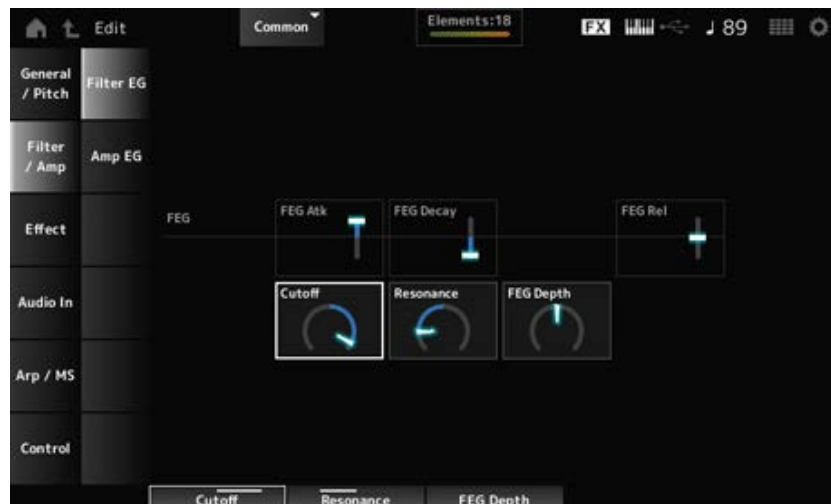 Edit
Common
Elements:18
FX
89
General
/ Pitch
Filter EG
Filter
/ Amp
Amp EG
Effect
Audio In
Arp / MS
Control
FEG
FEG Atk
FEG Decay
FEG Rel
Cutoff
Resonance
FEG Depth
Cutoff
Resonance
FEG Depth